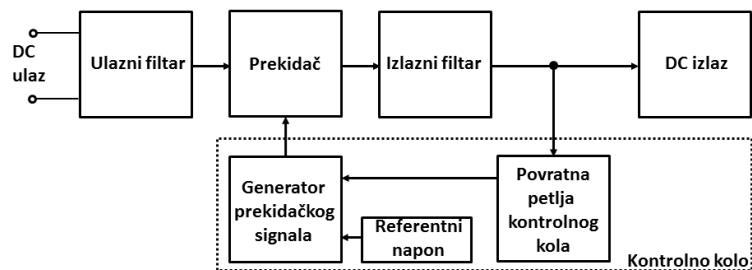 DC
ulaz
Ulazni filtar
Prekidač
Izlazni filtar
DC izlaz
Generator
prekidačkog
signala
Referentni
napon
Povratna
petlja
kontrolnog
kola
Kontrolno kolo